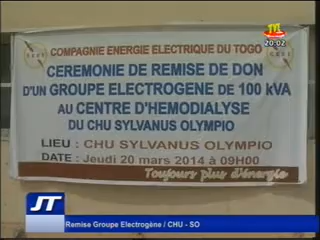 20:02
COMPAGNIE ENERGIE ELECTRIQUE DU TOGO
CEREMONIE DE REMISE DE DON
D'UN GROUPE ELECTROGENE DE 100 kVA
AU CENTRE D'HEMODIALYSE
DU CHU SYLVANUS OLYMPIO
LIEU : CHU SYLVANUS OLYMPIO
DATE : Jeudi 20 mars 2014 à 09H00
Toujours plus d'énergie
JT
Remise Groupe Electrogène / CHU - SO